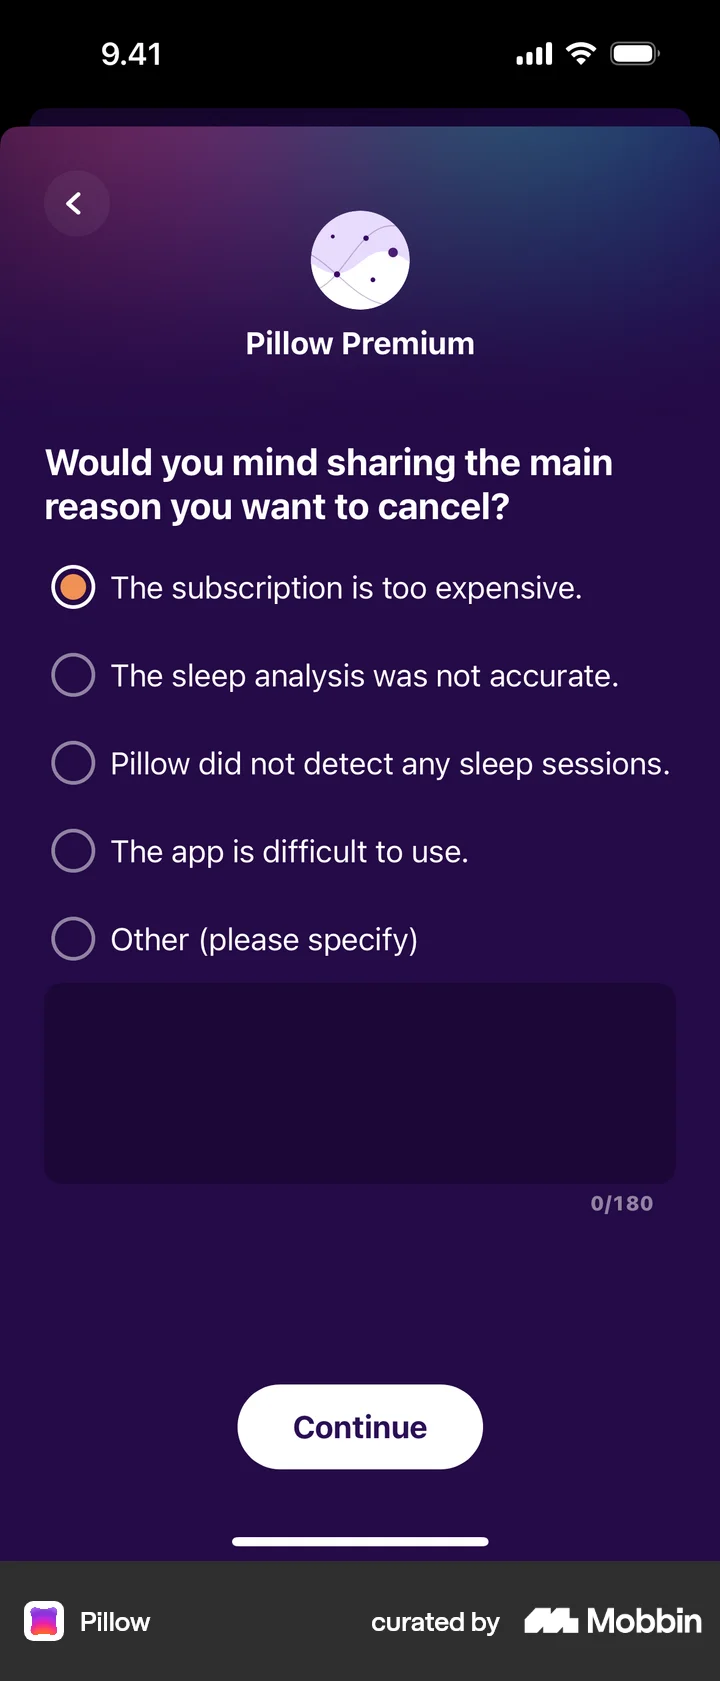 9.41
Pillow Premium
Would you mind sharing the main
reason you want to cancel?
The subscription is too expensive.
The sleep analysis was not accurate.
Pillow did not detect any sleep sessions.
The app is difficult to use.
Other (please specify)
0/180
Continue
Pillow
curated by Mobbin